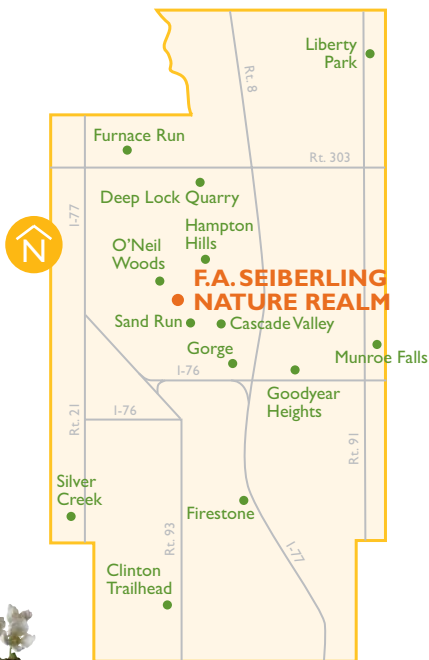 Liberty
Park
Rt. 8
Furnace Run
Rt. 303
Deep Lock Quarry
I-77
Hampton
Hills
N
O'Neil
Woods
F.A. SEIBERLING
NATURE REALM
Sand Run
Cascade Valley
Gorge
Munroe Falls
I-76
Goodyear
Heights
I-76
Rt. 21
Rt. 91
Silver
Creek
Firestone
Rt. 93
I-77
Clinton
Trailhead